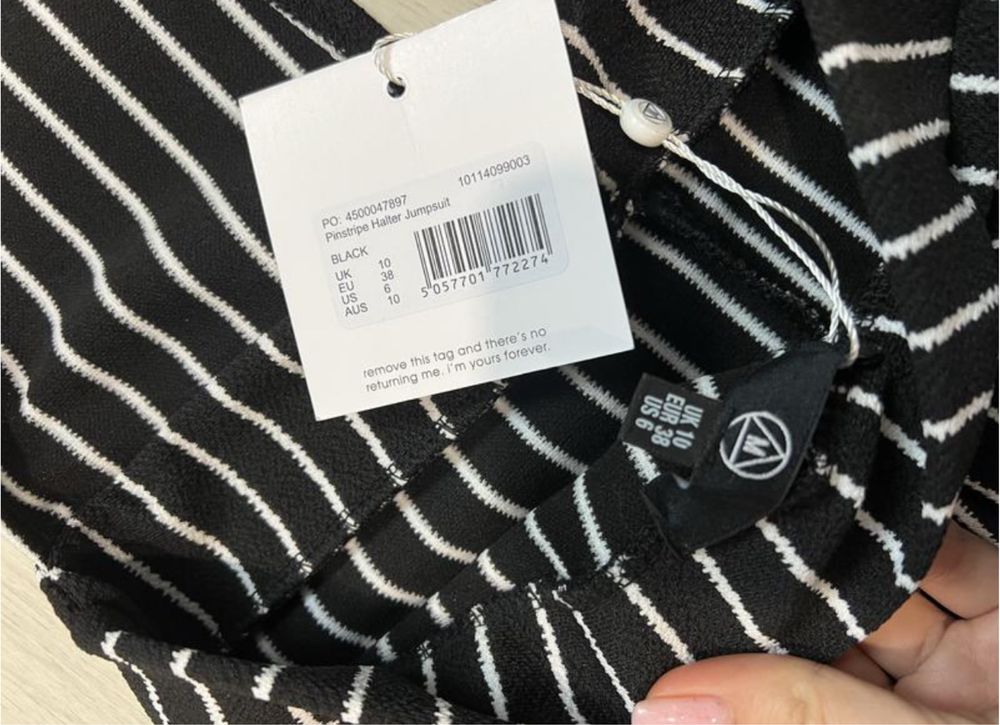 10114099003
PO: 4500047897
Pinstripe Halter Jumpsuit
BLACK
UK 10
EU 38
US 6
AUS 10
5 057701 772274
remove this tag and there's no
returning me. I'm yours forever.
UK 10
EUR 38
US 6
M